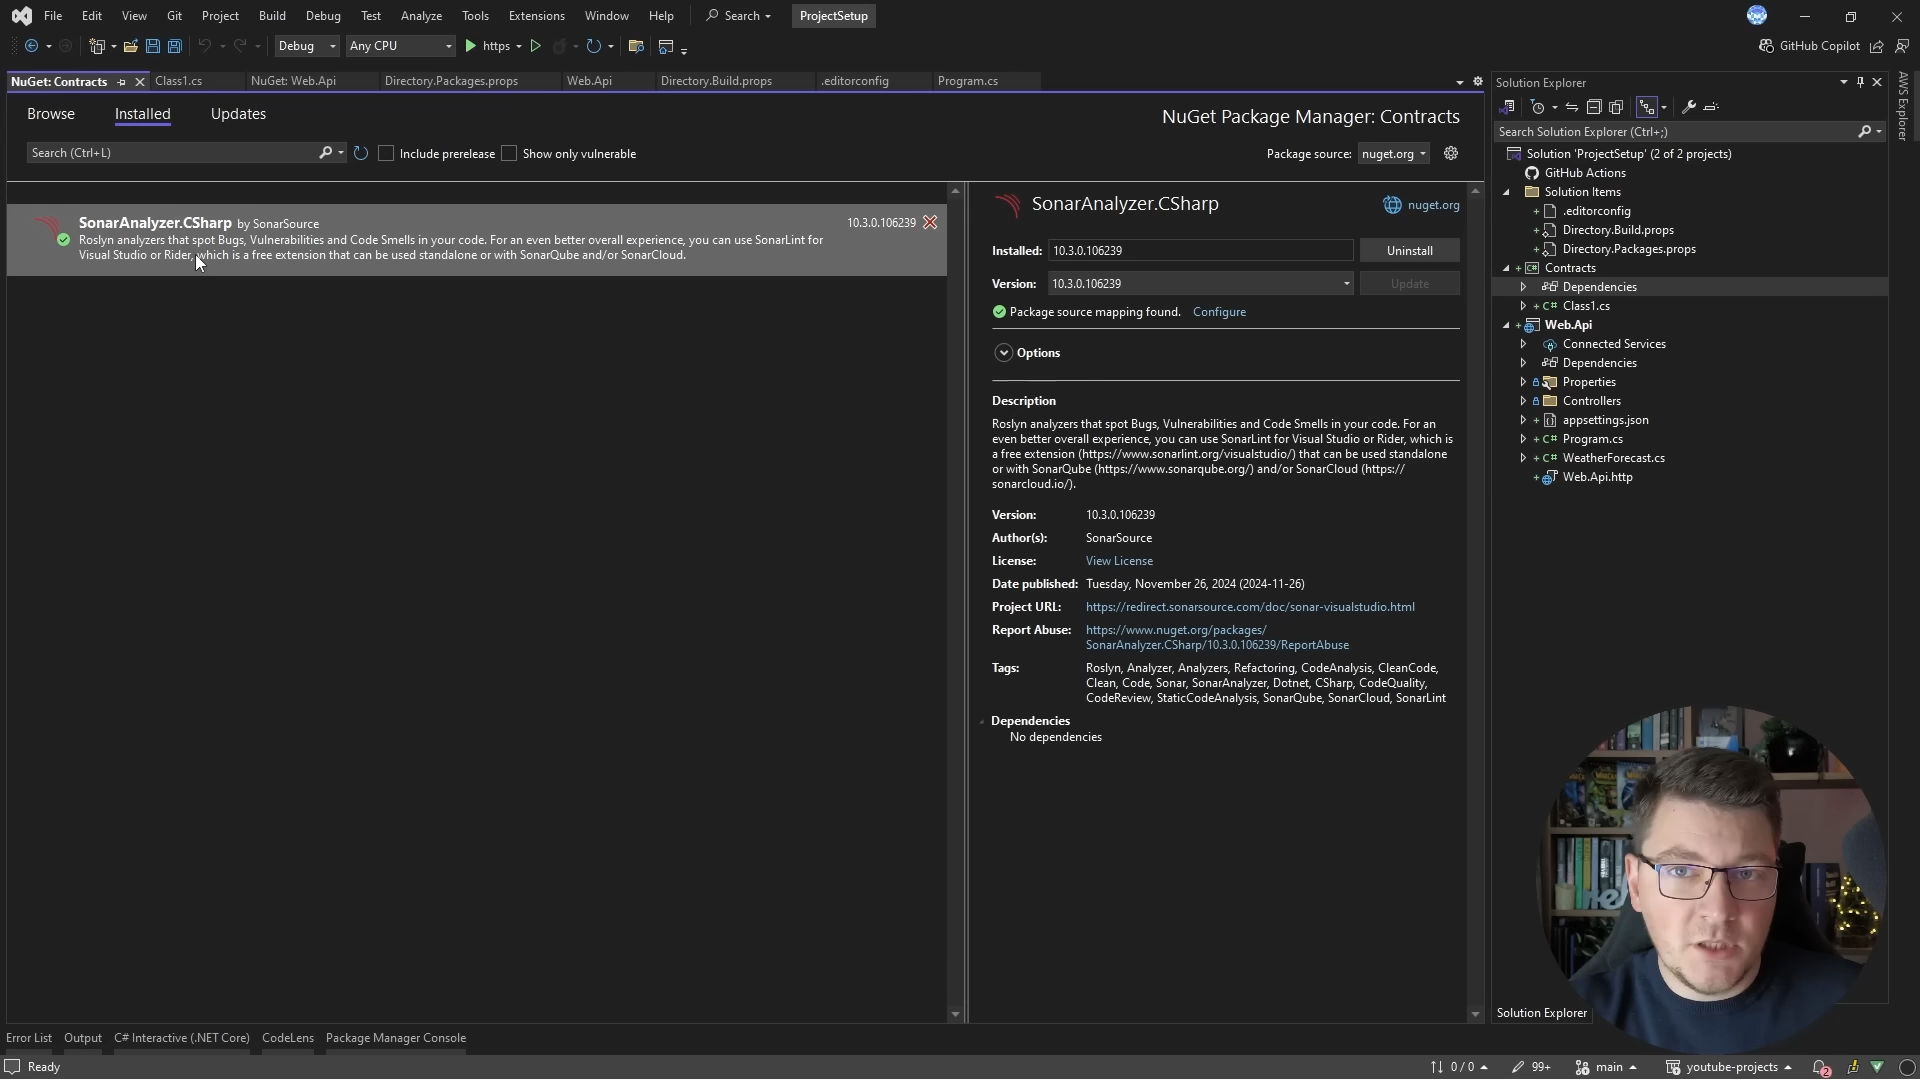 File Edit View Git Project Build Debug Test Analyze Tools Extensions Window Help Search ProjectSetup
Debug Any CPU https GitHub Copilot
NuGet: Contracts Class1.cs NuGet: Web.Api Directory.Packages.props Web.Api Directory.Build.props .editorconfig Program.cs
Browse Installed Updates
NuGet Package Manager: Contracts
Search (Ctrl+L) Include prerelease Show only vulnerable
Package source: nuget.org
SonarAnalyzer.CSharp by SonarSource 10.3.0.106239
Roslyn analyzers that spot Bugs, Vulnerabilities and Code Smells in your code. For an even better overall experience, you can use SonarLint for
Visual Studio or Rider, which is a free extension that can be used standalone or with SonarQube and/or SonarCloud.
SonarAnalyzer.CSharp nuget.org
Installed: 10.3.0.106239 Uninstall
Version: 10.3.0.106239 Update
Package source mapping found. Configure
Options
Description
Roslyn analyzers that spot Bugs, Vulnerabilities and Code Smells in your code. For an
even better overall experience, you can use SonarLint for Visual Studio or Rider, which is
a free extension (https://www.sonarlint.org/visualstudio/) that can be used standalone
or with SonarQube (https://www.sonarqube.org/) and/or SonarCloud (https://
sonarcloud.io/).
Version: 10.3.0.106239
Author(s): SonarSource
License: View License
Date published: Tuesday, November 26, 2024 (2024-11-26)
Project URL: https://redirect.sonarsource.com/doc/sonar-visualstudio.html
Report Abuse: https://www.nuget.org/packages/
SonarAnalyzer.CSharp/10.3.0.106239/ReportAbuse
Tags: Roslyn, Analyzer, Analyzers, Refactoring, CodeAnalysis, CleanCode,
Clean, Code, Sonar, SonarAnalyzer, Dotnet, CSharp, CodeQuality,
CodeReview, StaticCodeAnalysis, SonarQube, SonarCloud, SonarLint
Dependencies
No dependencies
Solution Explorer
Search Solution Explorer (Ctrl+;)
Solution 'ProjectSetup' (2 of 2 projects)
GitHub Actions
Solution Items
.editorconfig
Directory.Build.props
Directory.Packages.props
Contracts
Dependencies
Class1.cs
Web.Api
Connected Services
Dependencies
Properties
Controllers
appsettings.json
Program.cs
WeatherForecast.cs
Web.Api.http
AWS Explorer
Solution Explorer
Error List Output C# Interactive (.NET Core) CodeLens Package Manager Console
Ready 0 / 0 99+ main youtube-projects 2